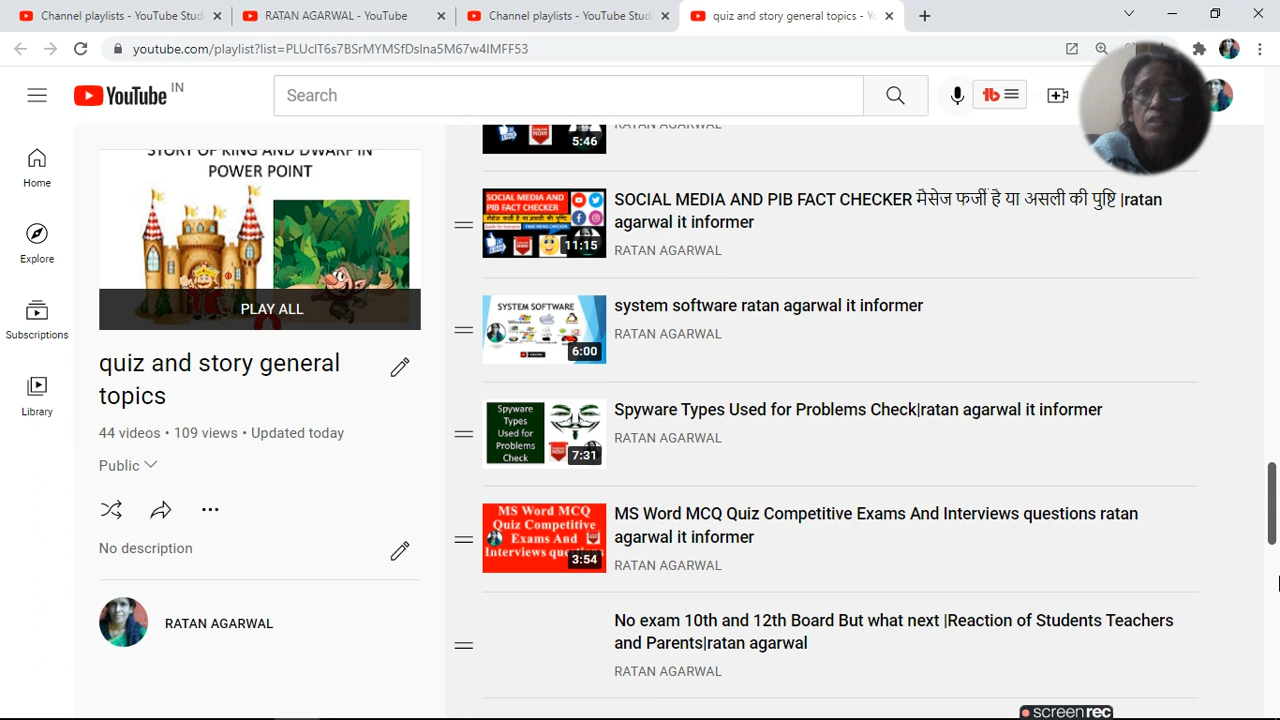 Channel playlists - YouTube Stud
RATAN AGARWAL - YouTube
Channel playlists - YouTube Stud
quiz and story general topics - Yo
youtube.com/playlist?list=PLUclT6s7BSrMYMSfDsIna5M67w4IMFF53
YouTube IN
Search
Home
Explore
Subscriptions
Library
STORY OF KING AND DWARF IN
POWER POINT
PLAY ALL
quiz and story general
topics
44 videos • 109 views • Updated today
Public
No description
RATAN AGARWAL
RATAN AGARWAL
5:46
SOCIAL MEDIA AND
PIB FACT CHECKER
मैसेज फर्जी है या असली की पुष्टि
11:15
SOCIAL MEDIA AND PIB FACT CHECKER मैसेज फर्जी है या असली की पुष्टि |ratan
agarwal it informer
RATAN AGARWAL
SYSTEM SOFTWARE
6:00
system software ratan agarwal it informer
RATAN AGARWAL
Spyware
Types
Used for
Problems
Check
7:31
Spyware Types Used for Problems Check|ratan agarwal it informer
RATAN AGARWAL
MS Word MCQ
Quiz Competitive
Exams And
Interviews questions
3:54
MS Word MCQ Quiz Competitive Exams And Interviews questions ratan
agarwal it informer
RATAN AGARWAL
No exam 10th and 12th Board But what next |Reaction of Students Teachers
and Parents|ratan agarwal
RATAN AGARWAL
screenrec